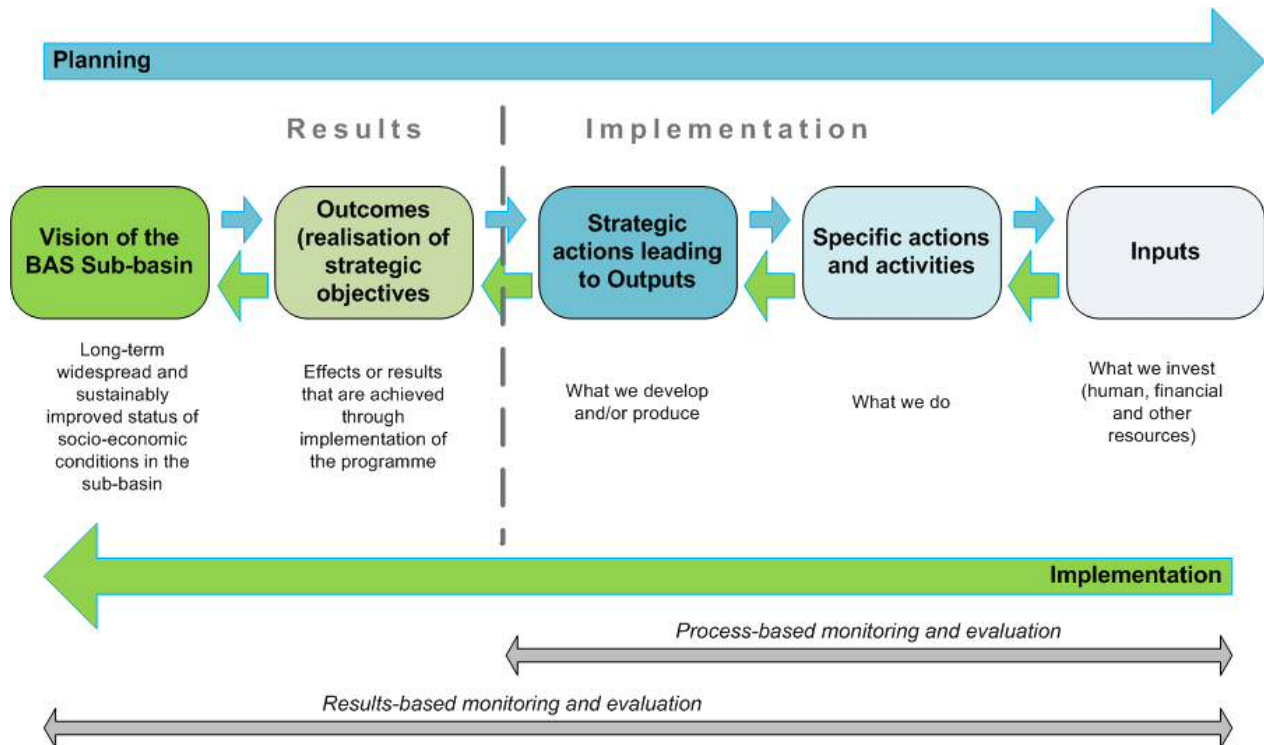 Planning
Results
Implementation
Vision of the
BAS Sub-basin
Outcomes
(realisation of
strategic
objectives
Strategic
actions leading
to Outputs
Specific actions
and activities
Inputs
Long-term
widespread and
sustainably
improved status of
socio-economic
conditions in the
sub-basin
Effects or results
that are achieved
through
implementation of
the programme
What we develop
and/or produce
What we do
What we invest
(human, financial
and other
resources)
Implementation
Process-based monitoring and evaluation
Results-based monitoring and evaluation